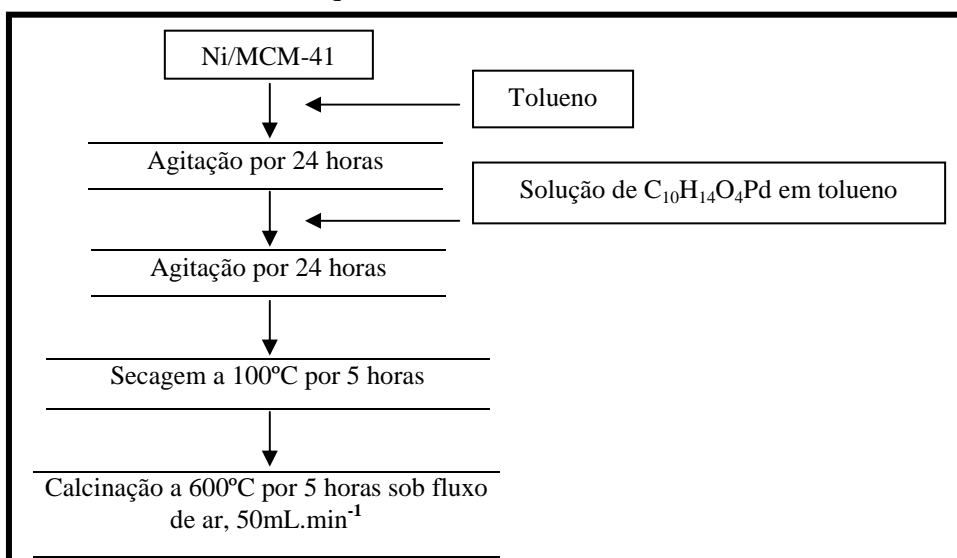 Ni/MCM-41
Tolueno
Agitação por 24 horas
Solução de C₁₀H₁₄O₄Pd em tolueno
Agitação por 24 horas
Secagem a 100ºC por 5 horas
Calcinação a 600ºC por 5 horas sob fluxo
de ar, 50mL.min⁻¹